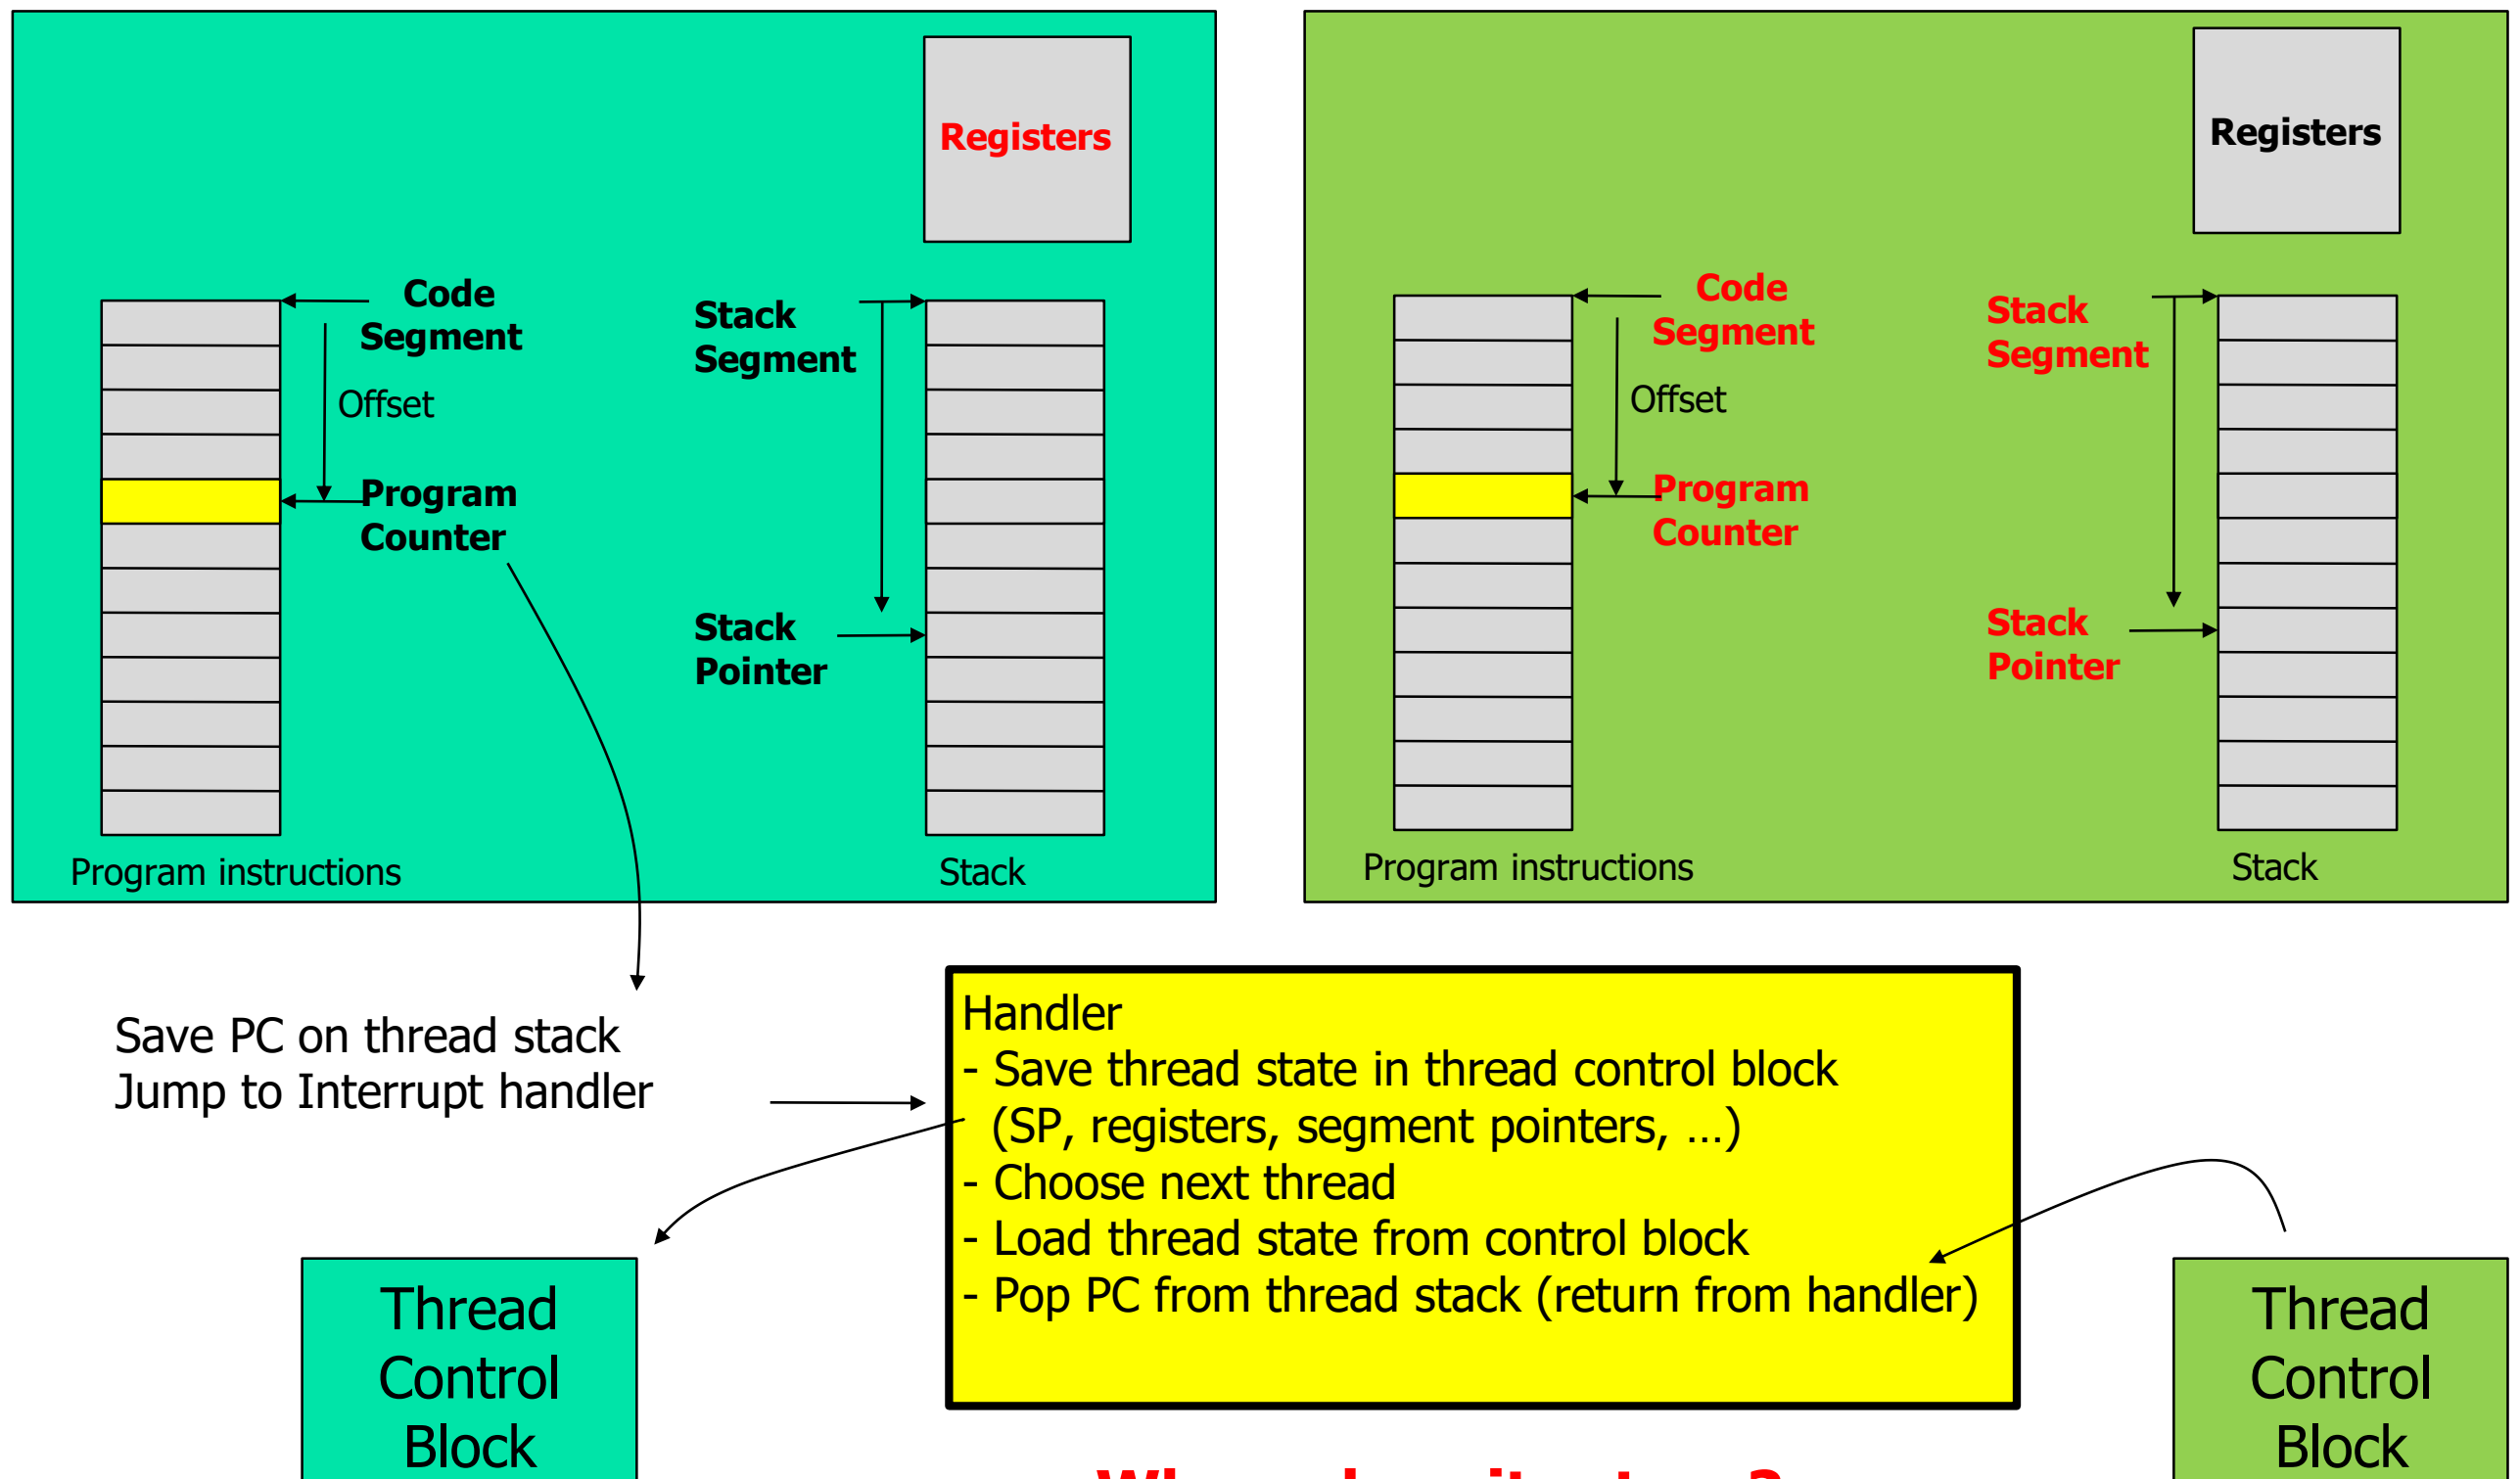 Registers
Code
Segment
Offset
Program
Counter
Stack
Segment
Stack
Pointer
Program instructions
Stack
Registers
Code
Segment
Offset
Program
Counter
Stack
Segment
Stack
Pointer
Program instructions
Stack
Save PC on thread stack
Jump to Interrupt handler
Handler
- Save thread state in thread control block
(SP, registers, segment pointers, …)
- Choose next thread
- Load thread state from control block
- Pop PC from thread stack (return from handler)
Thread
Control
Block
Thread
Control
Block